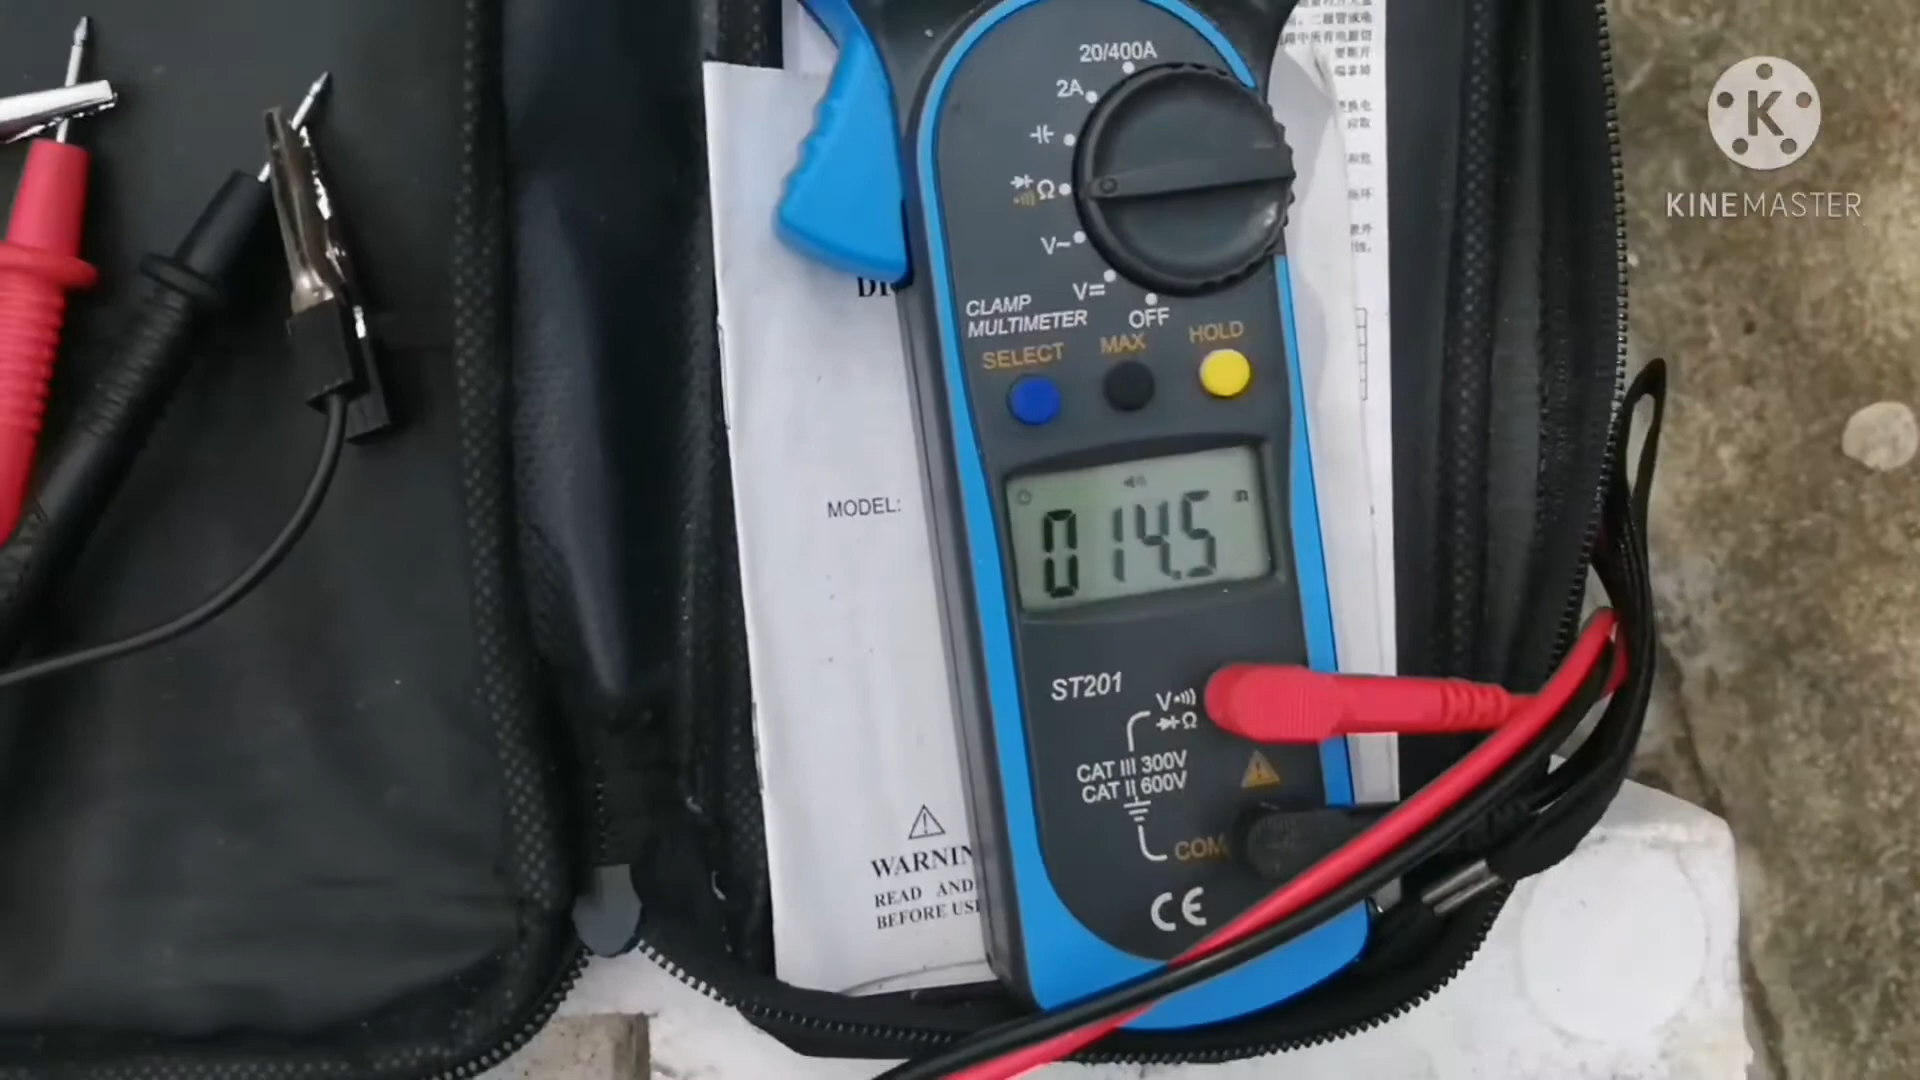 20/400A
2A
Ω
V~
V=
OFF
CLAMP
MULTIMETER
SELECT
MAX
HOLD
014.5
MODEL:
ST201
V
Ω
CAT III 300V
CAT II 600V
COM
CE
WARNIN
READ AND
BEFORE USE
K
KINEMASTER